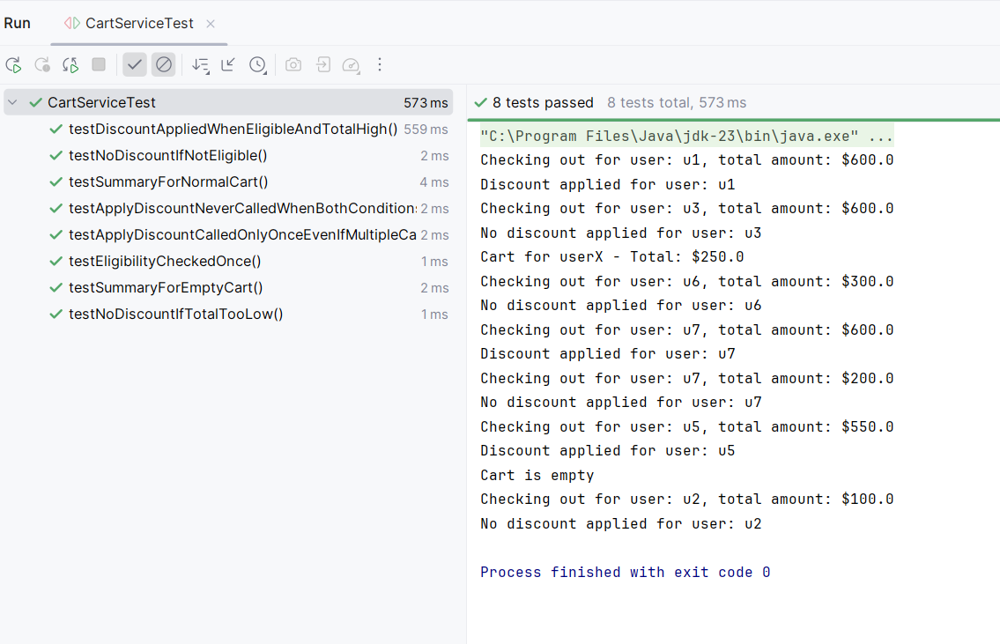 Run CartServiceTest
CartServiceTest 573 ms
testDiscountAppliedWhenEligibleAndTotalHigh() 559 ms
testNoDiscountIfNotEligible() 2 ms
testSummaryForNormalCart() 4 ms
testApplyDiscountNeverCalledWhenBothCondition 2 ms
testApplyDiscountCalledOnlyOnceEvenIfMultipleCa 2 ms
testEligibilityCheckedOnce() 1 ms
testSummaryForEmptyCart() 2 ms
testNoDiscountIfTotalTooLow() 1 ms
8 tests passed 8 tests total, 573 ms
"C:\Program Files\Java\jdk-23\bin\java.exe" ...
Checking out for user: u1, total amount: $600.0
Discount applied for user: u1
Checking out for user: u3, total amount: $600.0
No discount applied for user: u3
Cart for userX - Total: $250.0
Checking out for user: u6, total amount: $300.0
No discount applied for user: u6
Checking out for user: u7, total amount: $600.0
Discount applied for user: u7
Checking out for user: u7, total amount: $200.0
No discount applied for user: u7
Checking out for user: u5, total amount: $550.0
Discount applied for user: u5
Cart is empty
Checking out for user: u2, total amount: $100.0
No discount applied for user: u2
Process finished with exit code 0